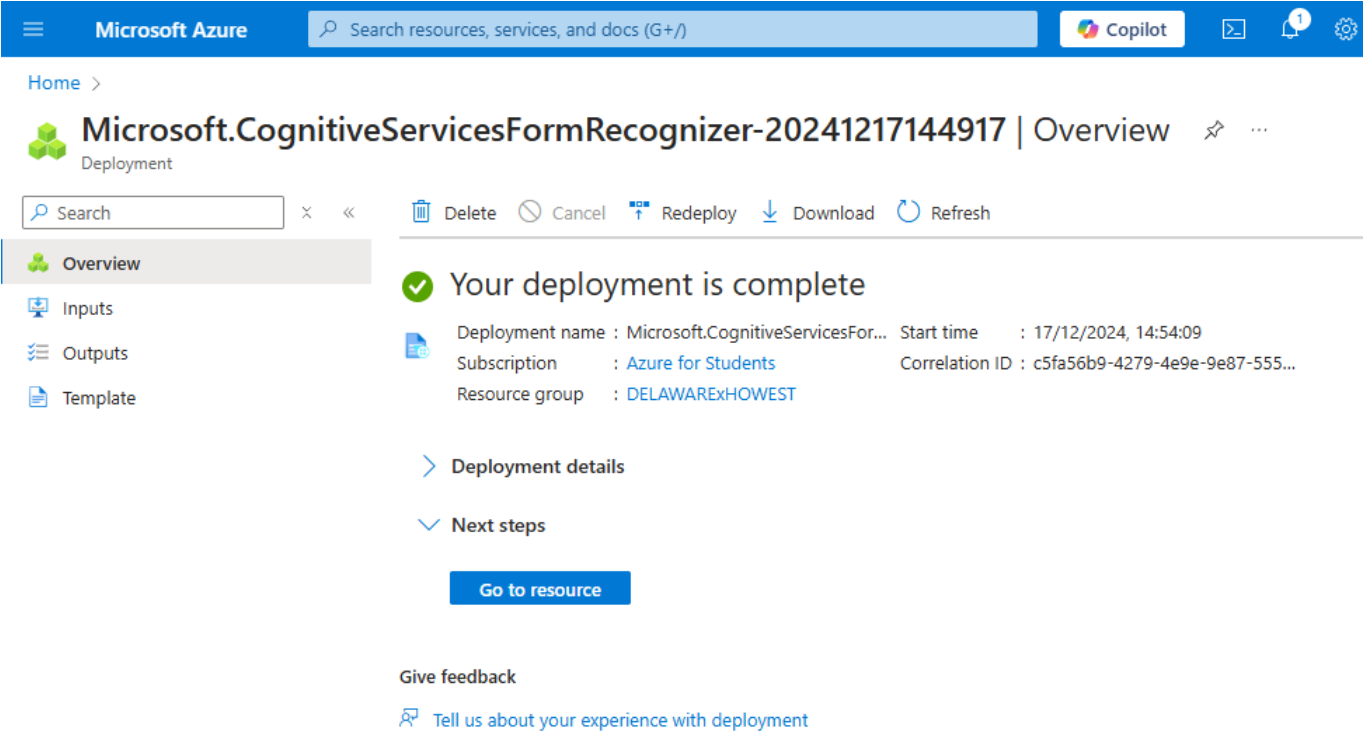 Microsoft Azure
Search resources, services, and docs (G+/)
Copilot
1
Home >
Microsoft.CognitiveServicesFormRecognizer-20241217144917 | Overview
Deployment
Search
Delete
Cancel
Redeploy
Download
Refresh
Overview
Inputs
Outputs
Template
Your deployment is complete
Deployment name : Microsoft.CognitiveServicesFor... Start time : 17/12/2024, 14:54:09
Subscription : Azure for Students Correlation ID : c5fa56b9-4279-4e9e-9e87-555...
Resource group : DELAWARExHOWEST
Deployment details
Next steps
Go to resource
Give feedback
Tell us about your experience with deployment